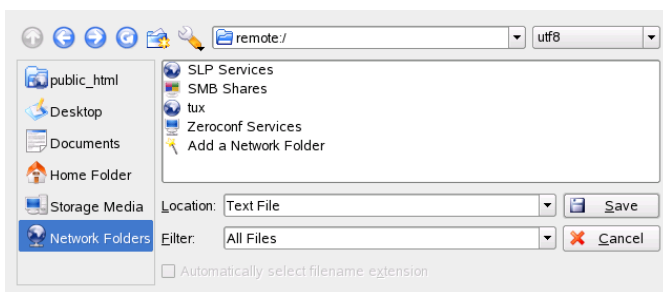 remote:/ utf8
public_html
Desktop
Documents
Home Folder
Storage Media
Network Folders
SLP Services
SMB Shares
tux
Zeroconf Services
Add a Network Folder
Location: Text File Save
Filter: All Files Cancel
Automatically select filename extension